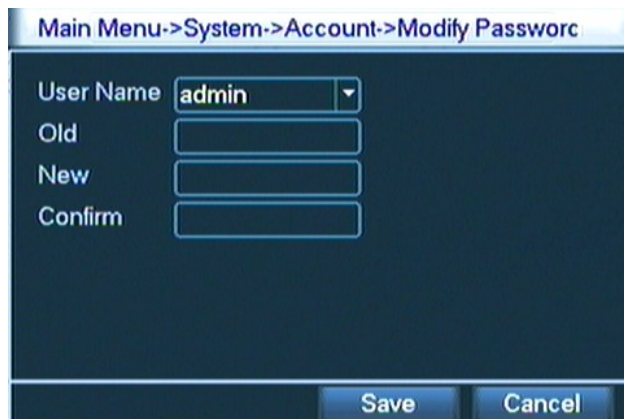 Main Menu->System->Account->Modify Passworc
User Name admin
Old
New
Confirm
Save Cancel